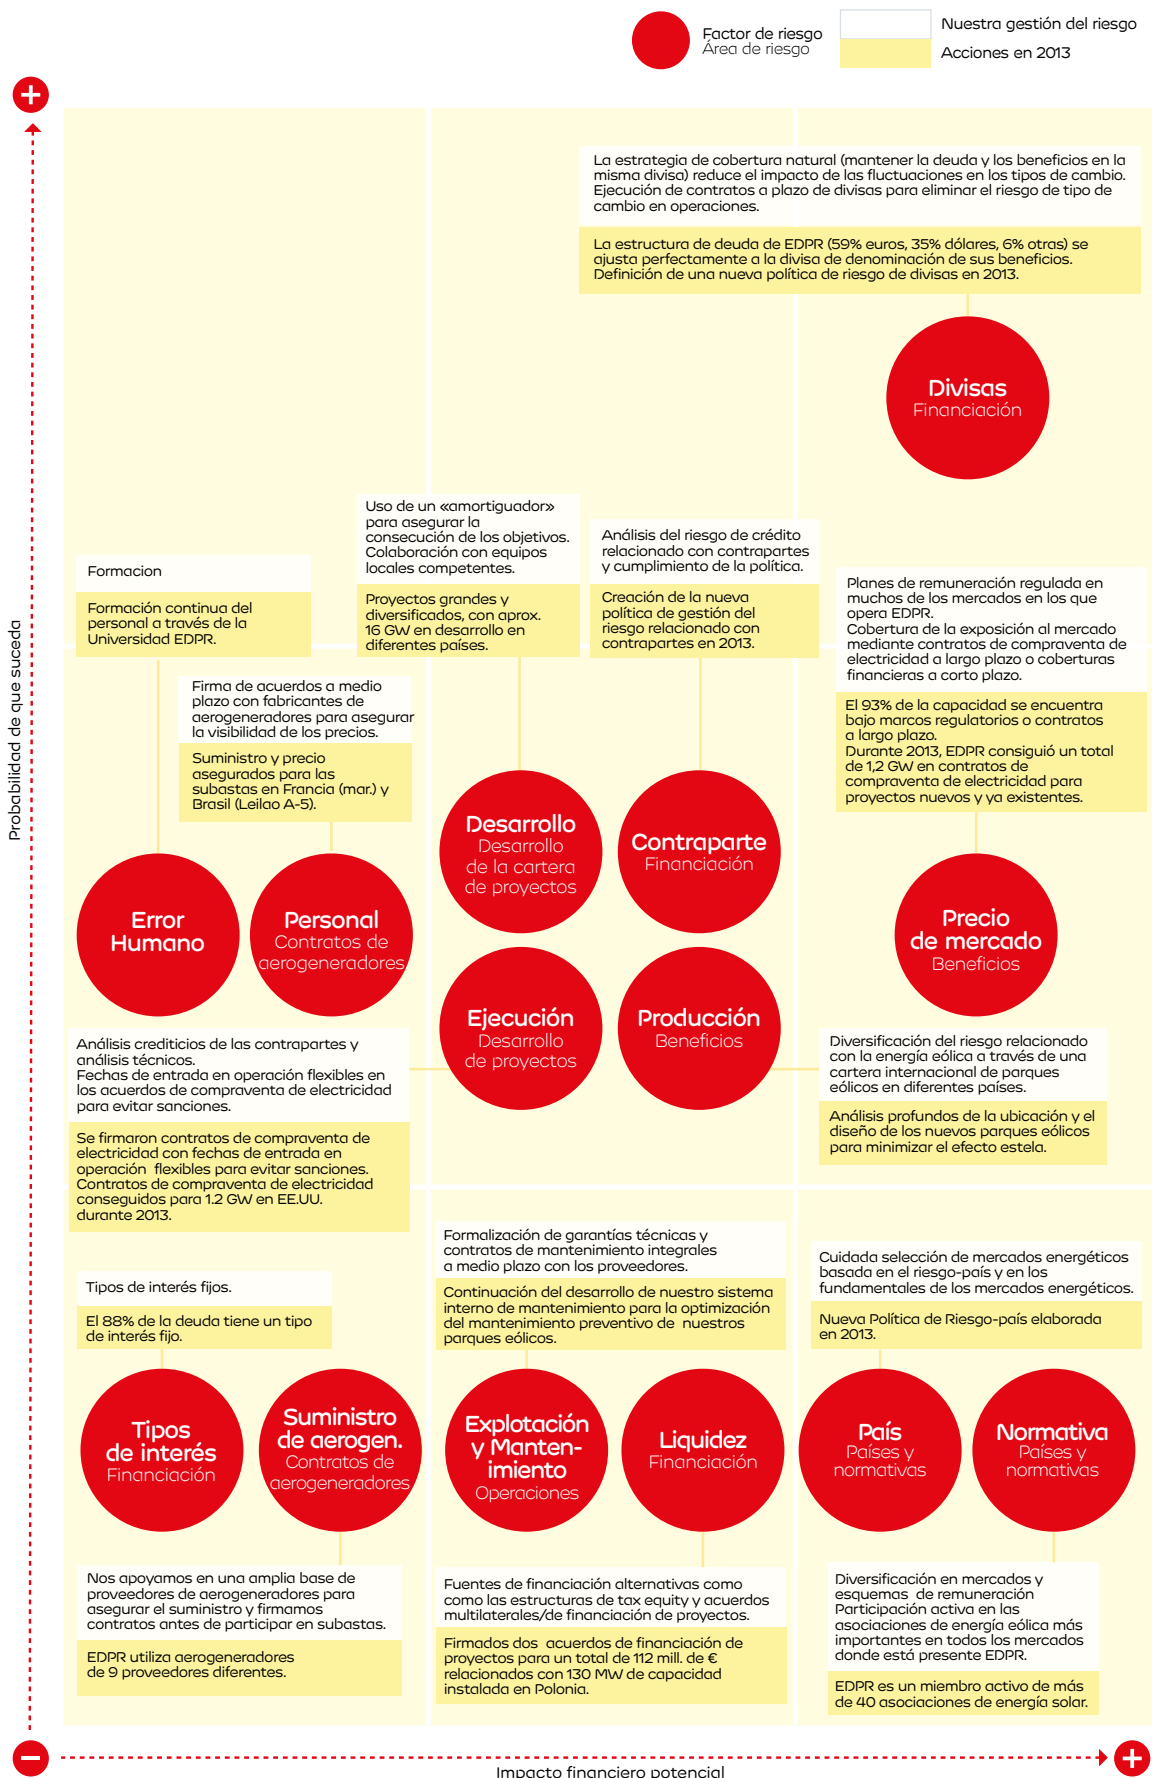 Factor de riesgo
Área de riesgo
Nuestra gestión del riesgo
Acciones en 2013
Probabilidad de que suceda
La estrategia de cobertura natural (mantener la deuda y los beneficios en la
misma divisa) reduce el impacto de las fluctuaciones en los tipos de cambio.
Ejecución de contratos a plazo de divisas para eliminar el riesgo de tipo de
cambio en operaciones.
La estructura de deuda de EDPR (59% euros, 35% dólares, 6% otras) se
ajusta perfectamente a la divisa de denominación de sus beneficios.
Definición de una nueva política de riesgo de divisas en 2013.
Divisas
Financiación
Formacion
Formación continua del
personal a través de la
Universidad EDPR.
Uso de un «amortiguador»
para asegurar la
consecución de los objetivos.
Colaboración con equipos
locales competentes.
Proyectos grandes y
diversificados, con aprox.
16 GW en desarrollo en
diferentes países.
Análisis del riesgo de crédito
relacionado con contrapartes
y cumplimiento de la política.
Creación de la nueva
política de gestión del
riesgo relacionado con
contrapartes en 2013.
Planes de remuneración regulada en
muchos de los mercados en los que
opera EDPR.
Cobertura de la exposición al mercado
mediante contratos de compraventa de
electricidad a largo plazo o coberturas
financieras a corto plazo.
El 93% de la capacidad se encuentra
bajo marcos regulatorios o contratos
a largo plazo.
Durante 2013, EDPR consiguió un total
de 1,2 GW en contratos de
compraventa de electricidad para
proyectos nuevos y ya existentes.
Firma de acuerdos a medio
plazo con fabricantes de
aerogeneradores para asegurar
la visibilidad de los precios.
Suministro y precio
asegurados para las
subastas en Francia (mar.) y
Brasil (Leilao A-5).
Error
Humano
Personal
Contratos de
aerogeneradores
Desarrollo
Desarrollo
de la cartera
de proyectos
Contraparte
Financiación
Precio
de mercado
Beneficios
Ejecución
Desarrollo
de proyectos
Producción
Beneficios
Análisis crediticios de las contrapartes y
análisis técnicos.
Fechas de entrada en operación flexibles en
los acuerdos de compraventa de electricidad
para evitar sanciones.
Se firmaron contratos de compraventa de
electricidad con fechas de entrada en
operación flexibles para evitar sanciones.
Contratos de compraventa de electricidad
conseguidos para 1.2 GW en EE.UU.
durante 2013.
Diversificación del riesgo relacionado
con la energía eólica a través de una
cartera internacional de parques
eólicos en diferentes países.
Análisis profundos de la ubicación y el
diseño de los nuevos parques eólicos
para minimizar el efecto estela.
Tipos de interés fijos.
El 88% de la deuda tiene un tipo
de interés fijo.
Formalización de garantías técnicas y
contratos de mantenimiento integrales
a medio plazo con los proveedores.
Continuación del desarrollo de nuestro sistema
interno de mantenimiento para la optimización
del mantenimiento preventivo de nuestros
parques eólicos.
Cuidada selección de mercados energéticos
basada en el riesgo-país y en los
fundamentales de los mercados energéticos.
Nueva Política de Riesgo-país elaborada
en 2013.
Tipos
de interés
Financiación
Suministro
de aerogen.
Contratos de
aerogeneradores
Explotación
y Manten-
imiento
Operaciones
Liquidez
Financiación
País
Países y
normativas
Normativa
Países y
normativas
Nos apoyamos en una amplia base de
proveedores de aerogeneradores para
asegurar el suministro y firmamos
contratos antes de participar en subastas.
EDPR utiliza aerogeneradores
de 9 proveedores diferentes.
Fuentes de financiación alternativas como
como las estructuras de tax equity y acuerdos
multilaterales/de financiación de proyectos.
Firmados dos acuerdos de financiación de
proyectos para un total de 112 mill. de €
relacionados con 130 MW de capacidad
instalada en Polonia.
Diversificación en mercados y
esquemas de remuneración
Participación activa en las
asociaciones de energía eólica más
importantes en todos los mercados
donde está presente EDPR.
EDPR es un miembro activo de más
de 40 asociaciones de energía solar.
Impacto financiero potencial